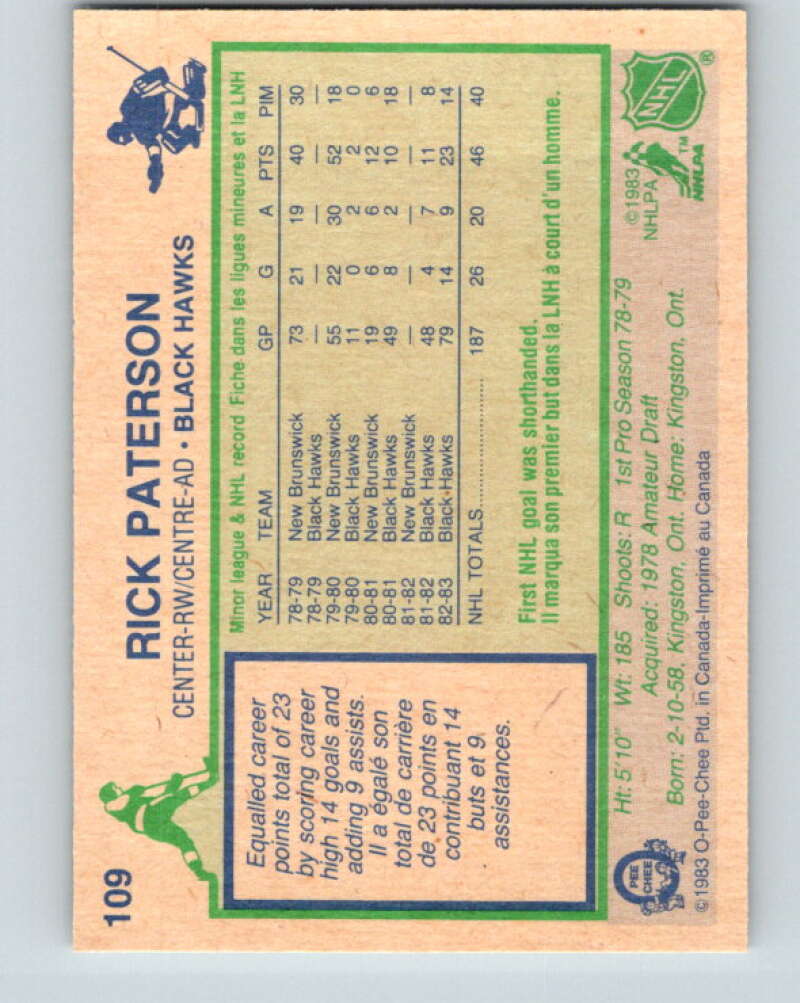 109
RICK PATERSON
CENTER-RW/CENTRE-AD • BLACK HAWKS
Equalled career
points total of 23
by scoring career
high 14 goals and
adding 9 assists.
Il a égalé son
total de carrière
de 23 points en
contribuant 14
buts et 9
assistances.
Minor league & NHL record Fiche dans les ligues mineures et la LNH
YEAR TEAM GP G A PTS PIM
78-79 New Brunswick 73 21 19 40 30
78-79 Black Hawks — — — — —
79-80 New Brunswick 55 22 30 52 18
79-80 Black Hawks 11 0 2 2 0
80-81 New Brunswick 19 6 6 12 6
80-81 Black Hawks 49 8 2 10 18
81-82 New Brunswick — — — — —
81-82 Black Hawks 48 4 7 11 8
82-83 Black Hawks 79 14 9 23 14
NHL TOTALS 187 26 20 46 40
First NHL goal was shorthanded.
Il marqua son premier but dans la LNH à court d'un homme.
Ht: 5'10" Wt: 185 Shoots: R 1st Pro Season 78-79
Acquired: 1978 Amateur Draft
Born: 2-10-58, Kingston, Ont. Home: Kingston, Ont.
©1983
NHLPA
NHLPA
TM
NHL
®
PEE
CHEE
©1983 O-Pee-Chee Ptd. in Canada-Imprimé au Canada